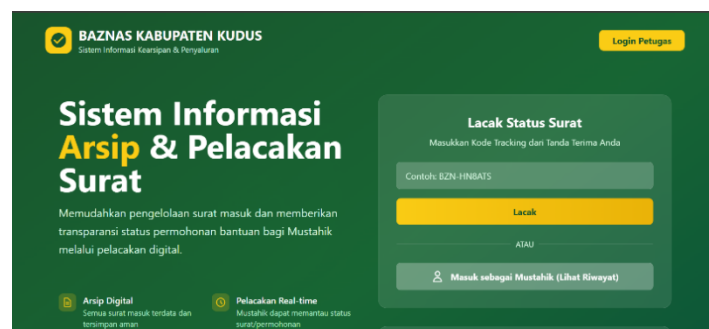 BAZNAS KABUPATEN KUDUS
Sistem Informasi Kearsipan & Penyaluran
Login Petugas
Sistem Informasi
Arsip & Pelacakan
Surat
Memudahkan pengelolaan surat masuk dan memberikan
transparansi status permohonan bantuan bagi Mustahik
melalui pelacakan digital.
Arsip Digital
Semua surat masuk terdata dan
tersimpan aman
Pelacakan Real-time
Mustahik dapat memantau status
surat/permohonan
Lacak Status Surat
Masukkan Kode Tracking dari Tanda Terima Anda
Contoh: BZN-HN8ATS
Lacak
ATAU
Masuk sebagai Mustahik (Lihat Riwayat)